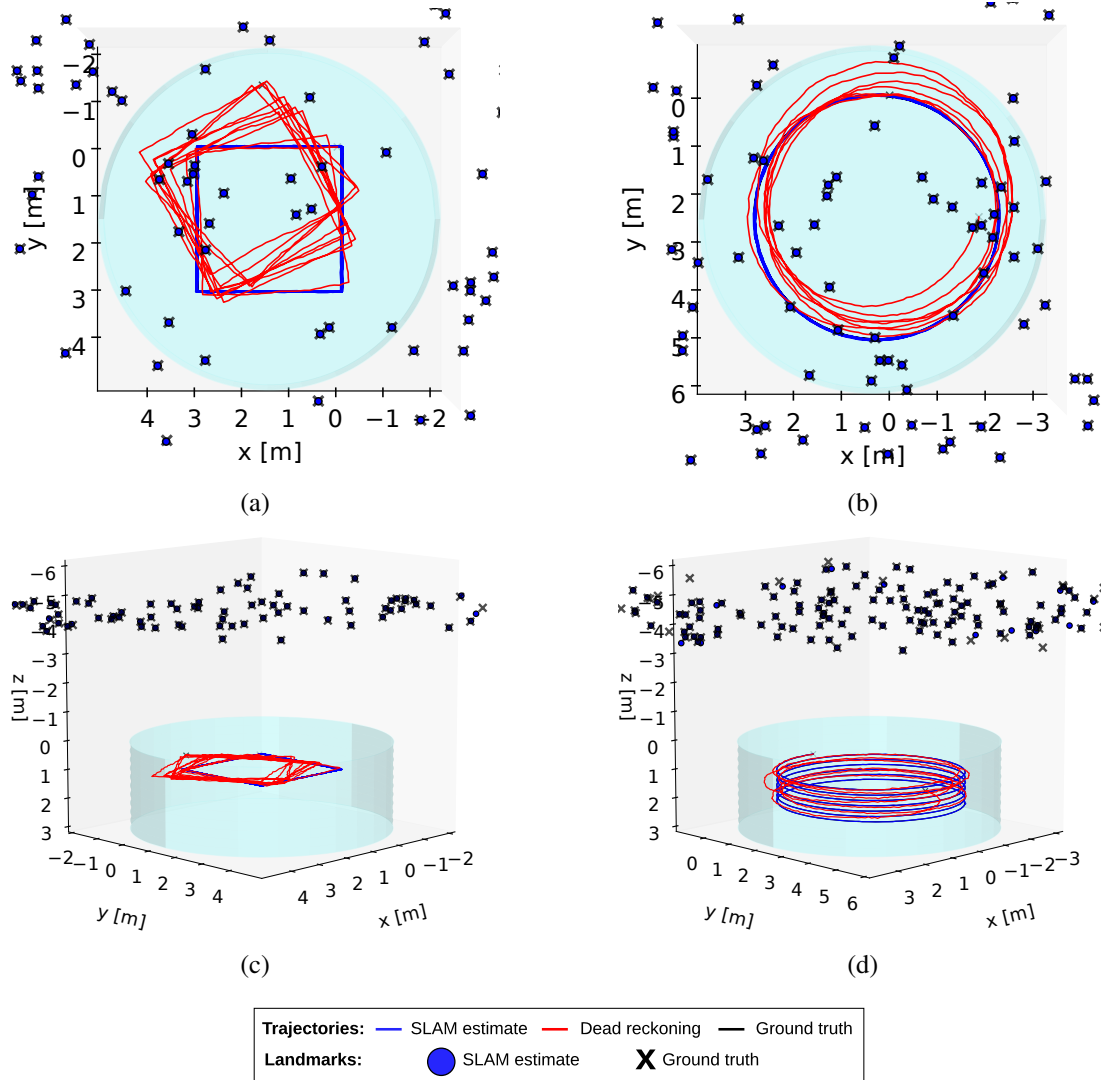 −2
−1
0
1
2
3
4
y [m]
4 3 2 1 0 −1 −2
x [m]
(a)
0
1
2
3
4
5
6
y [m]
3 2 1 0 −1 −2 −3
x [m]
(b)
−6
−5
−4
−3
−2
−1
0
1
2
3
z [m]
−2 −1 0 1 2 3 4
y [m]
4 3 2 1 0 −1 −2
x [m]
(c)
−6
−5
−4
−3
−2
−1
0
1
2
3
z [m]
0 1 2 3 4 5 6
y [m]
3 2 1 0 −1 −2 −3
x [m]
(d)
Trajectories: SLAM estimate Dead reckoning Ground truth
Landmarks: SLAM estimate Ground truth